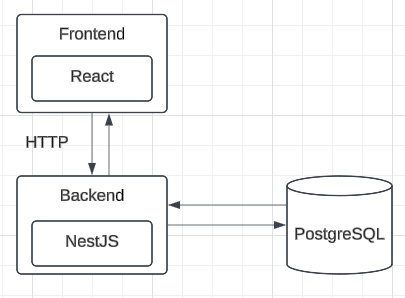 Frontend
React
HTTP
Backend
NestJS
PostgreSQL